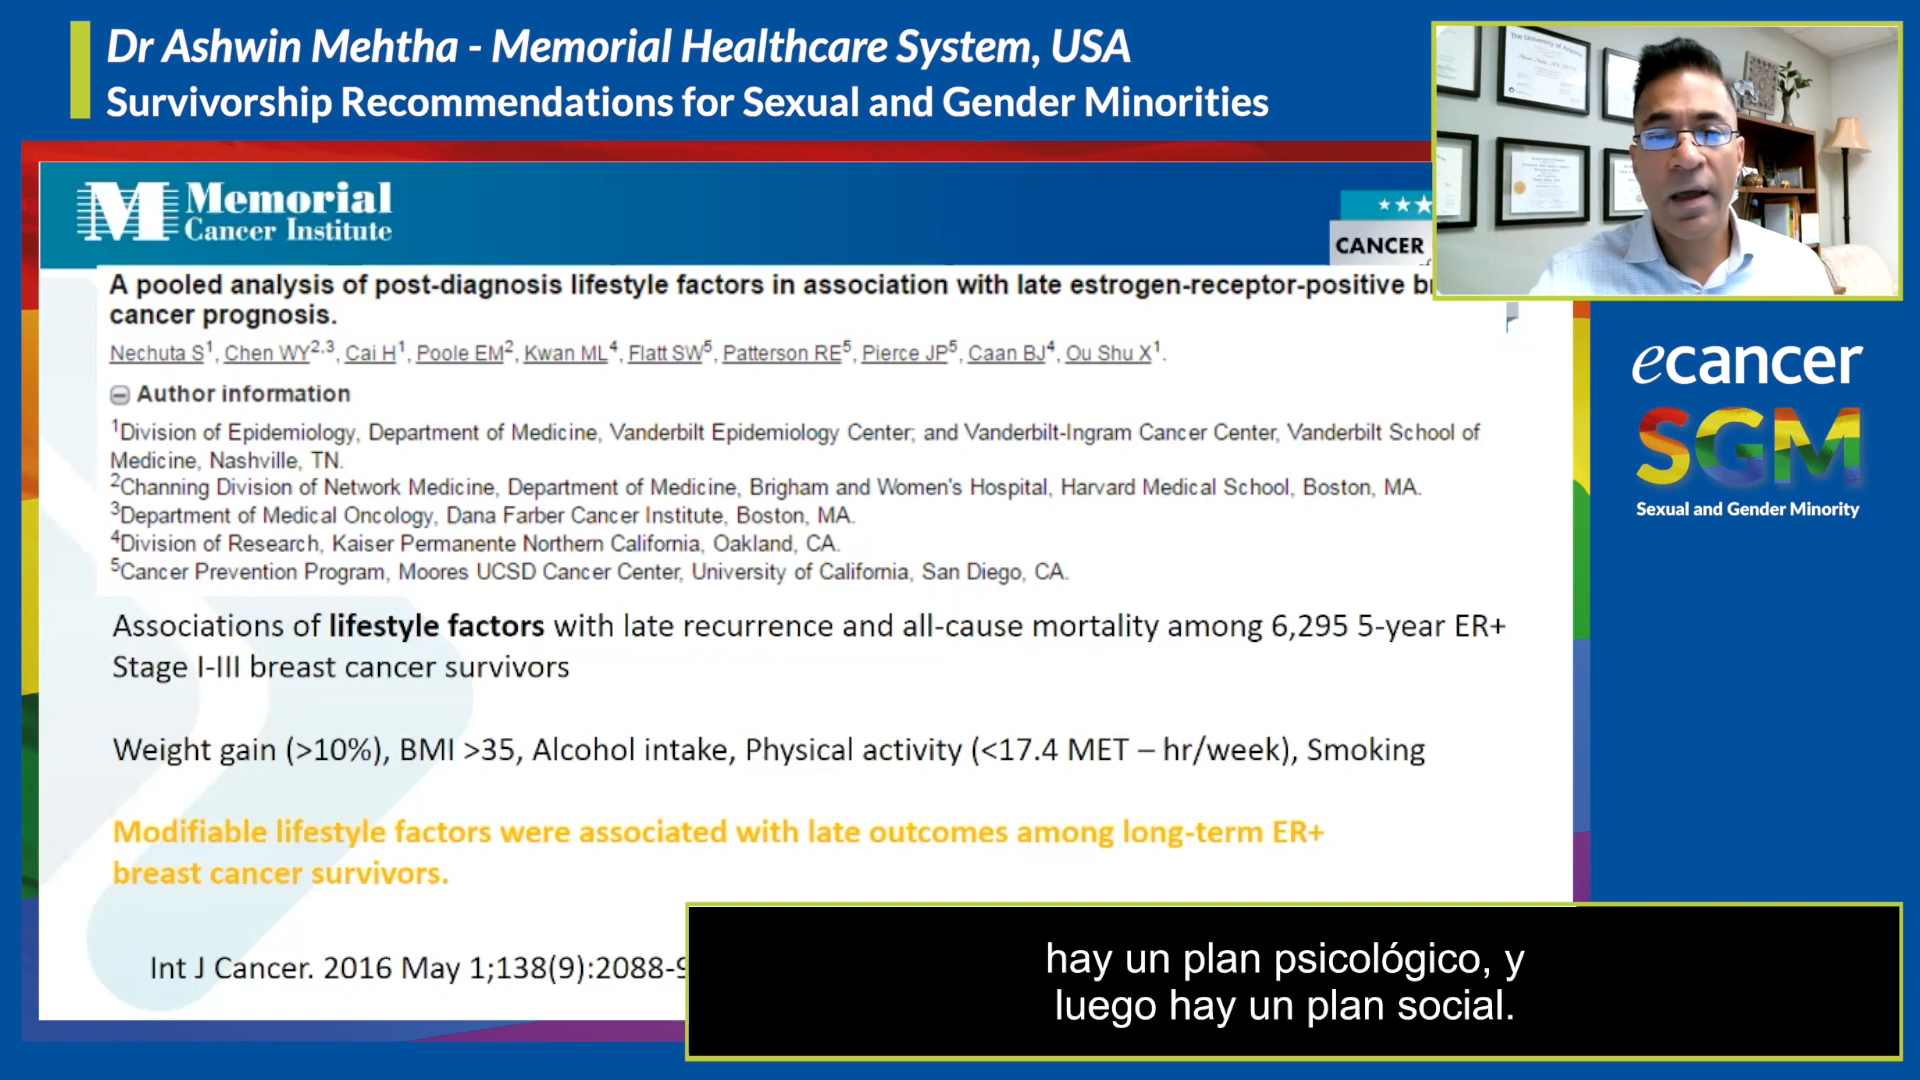 Dr Ashwin Mehtha - Memorial Healthcare System, USA
Survivorship Recommendations for Sexual and Gender Minorities
Memorial
Cancer Institute
CANCER
A pooled analysis of post-diagnosis lifestyle factors in association with late estrogen-receptor-positive
cancer prognosis.
Nechuta S1, Chen WY2,3, Cai H1, Poole EM2, Kwan ML4, Flatt SW5, Patterson RE5, Pierce JP5, Caan BJ4, Ou Shu X1.
Author information
1Division of Epidemiology, Department of Medicine, Vanderbilt Epidemiology Center; and Vanderbilt-Ingram Cancer Center, Vanderbilt School of
Medicine, Nashville, TN.
2Channing Division of Network Medicine, Department of Medicine, Brigham and Women's Hospital, Harvard Medical School, Boston, MA.
3Department of Medical Oncology, Dana Farber Cancer Institute, Boston, MA.
4Division of Research, Kaiser Permanente Northern California, Oakland, CA.
5Cancer Prevention Program, Moores UCSD Cancer Center, University of California, San Diego, CA.
Associations of lifestyle factors with late recurrence and all-cause mortality among 6,295 5-year ER+
Stage I-III breast cancer survivors
Weight gain (>10%), BMI >35, Alcohol intake, Physical activity (<17.4 MET – hr/week), Smoking
Modifiable lifestyle factors were associated with late outcomes among long-term ER+
breast cancer survivors.
Int J Cancer. 2016 May 1;138(9):2088-9
ecancer
SGM
Sexual and Gender Minority
hay un plan psicológico, y
luego hay un plan social.